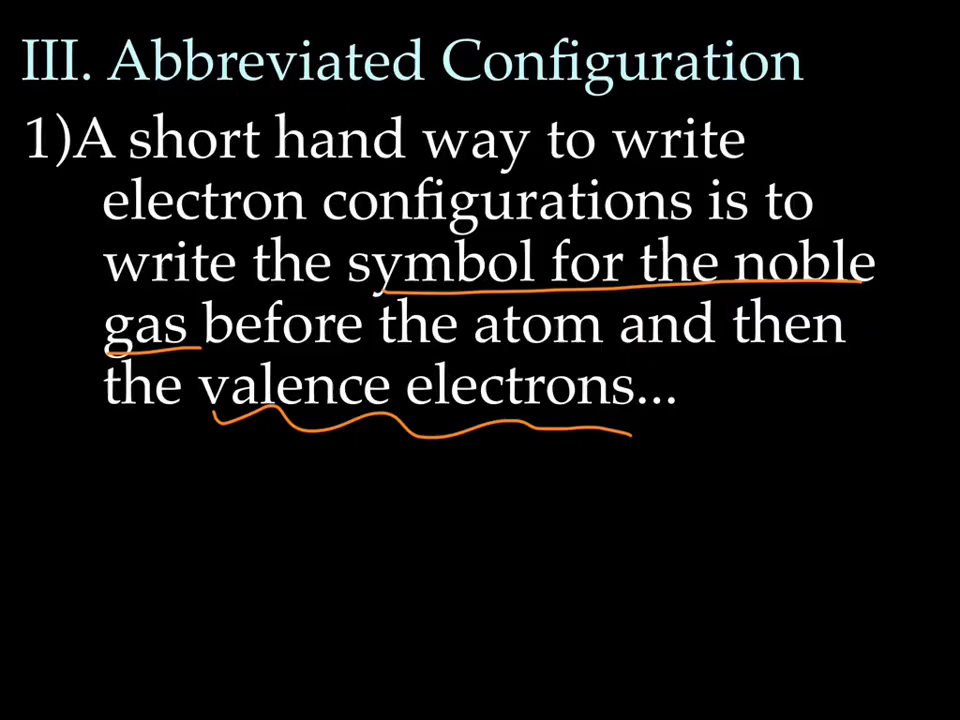 III. Abbreviated Configuration
1)A short hand way to write
electron configurations is to
write the symbol for the noble
gas before the atom and then
the valence electrons...